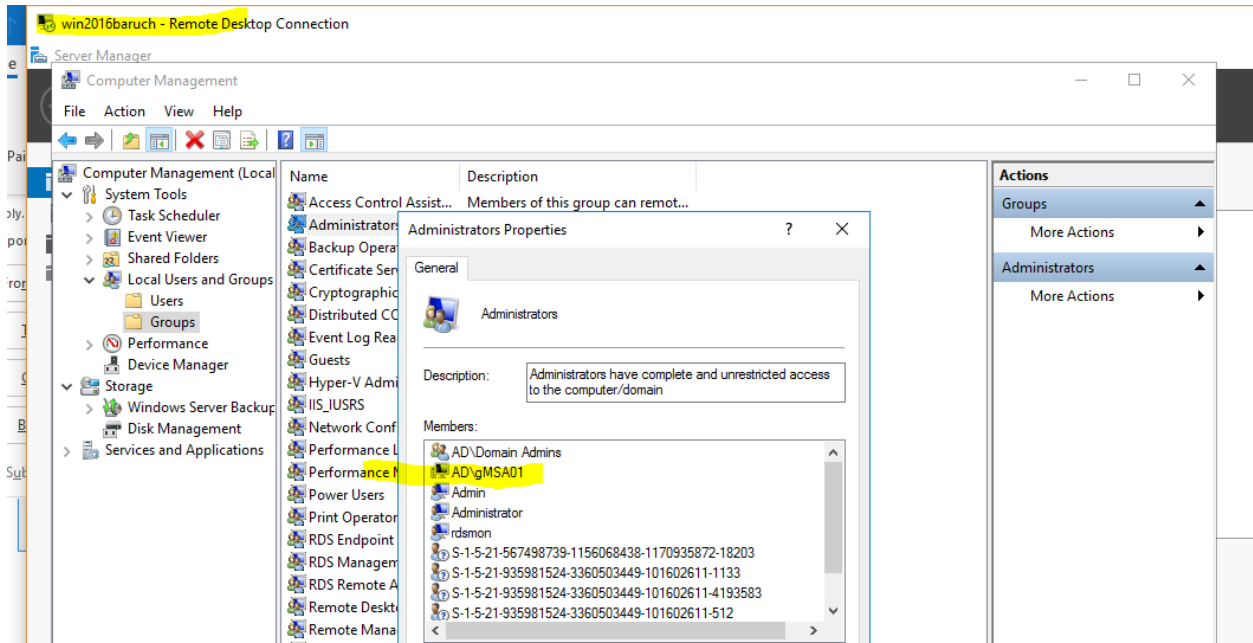 win2016baruch - Remote Desktop Connection
Server Manager
Computer Management
File Action View Help
Computer Management (Local
System Tools
Task Scheduler
Event Viewer
Shared Folders
Local Users and Groups
Users
Groups
Performance
Device Manager
Storage
Windows Server Backup
Disk Management
Services and Applications
Name Description
Access Control Assist... Members of this group can remot...
Administrators
Backup Opera
Certificate Ser
Cryptographic
Distributed CO
Event Log Rea
Guests
Hyper-V Admi
IIS_IUSRS
Network Conf
Performance L
Performance M
Power Users
Print Operator
RDS Endpoint
RDS Managem
RDS Remote A
Remote Deskt
Remote Mana
Administrators Properties ? X
General
Administrators
Description: Administrators have complete and unrestricted access
to the computer/domain
Members:
AD\Domain Admins
AD\gMSA01
Admin
Administrator
rdsmon
S-1-5-21-567498739-1156068438-1170935872-18203
S-1-5-21-935981524-3360503449-101602611-1133
S-1-5-21-935981524-3360503449-101602611-4193583
S-1-5-21-935981524-3360503449-101602611-512
Actions
Groups
More Actions
Administrators
More Actions